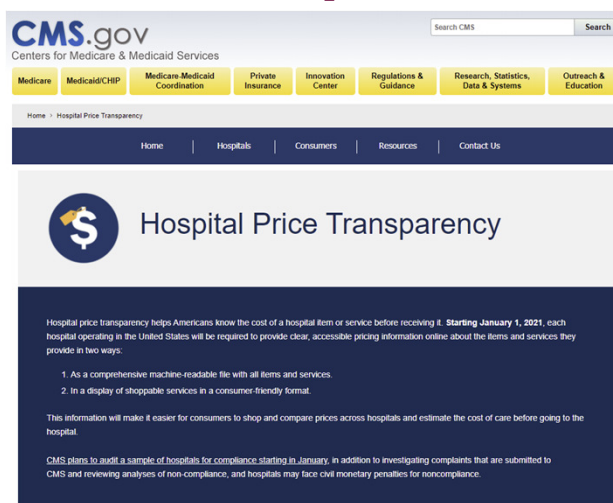 CMS.gov
Search CMS
Search
Centers for Medicare & Medicaid Services
Medicare Medicaid/CHIP Medicare-Medicaid Coordination Private Insurance Innovation Center Regulations & Guidance Research, Statistics, Data & Systems Outreach & Education
Home > Hospital Price Transparency
Home | Hospitals | Consumers | Resources | Contact Us
$ Hospital Price Transparency
Hospital price transparency helps Americans know the cost of a hospital item or service before receiving it. Starting January 1, 2021, each
hospital operating in the United States will be required to provide clear, accessible pricing information online about the items and services they
provide in two ways:
1. As a comprehensive machine-readable file with all items and services.
2. In a display of shoppable services in a consumer-friendly format.
This information will make it easier for consumers to shop and compare prices across hospitals and estimate the cost of care before going to the
hospital.
CMS plans to audit a sample of hospitals for compliance starting in January, in addition to investigating complaints that are submitted to
CMS and reviewing analyses of non-compliance, and hospitals may face civil monetary penalties for noncompliance.